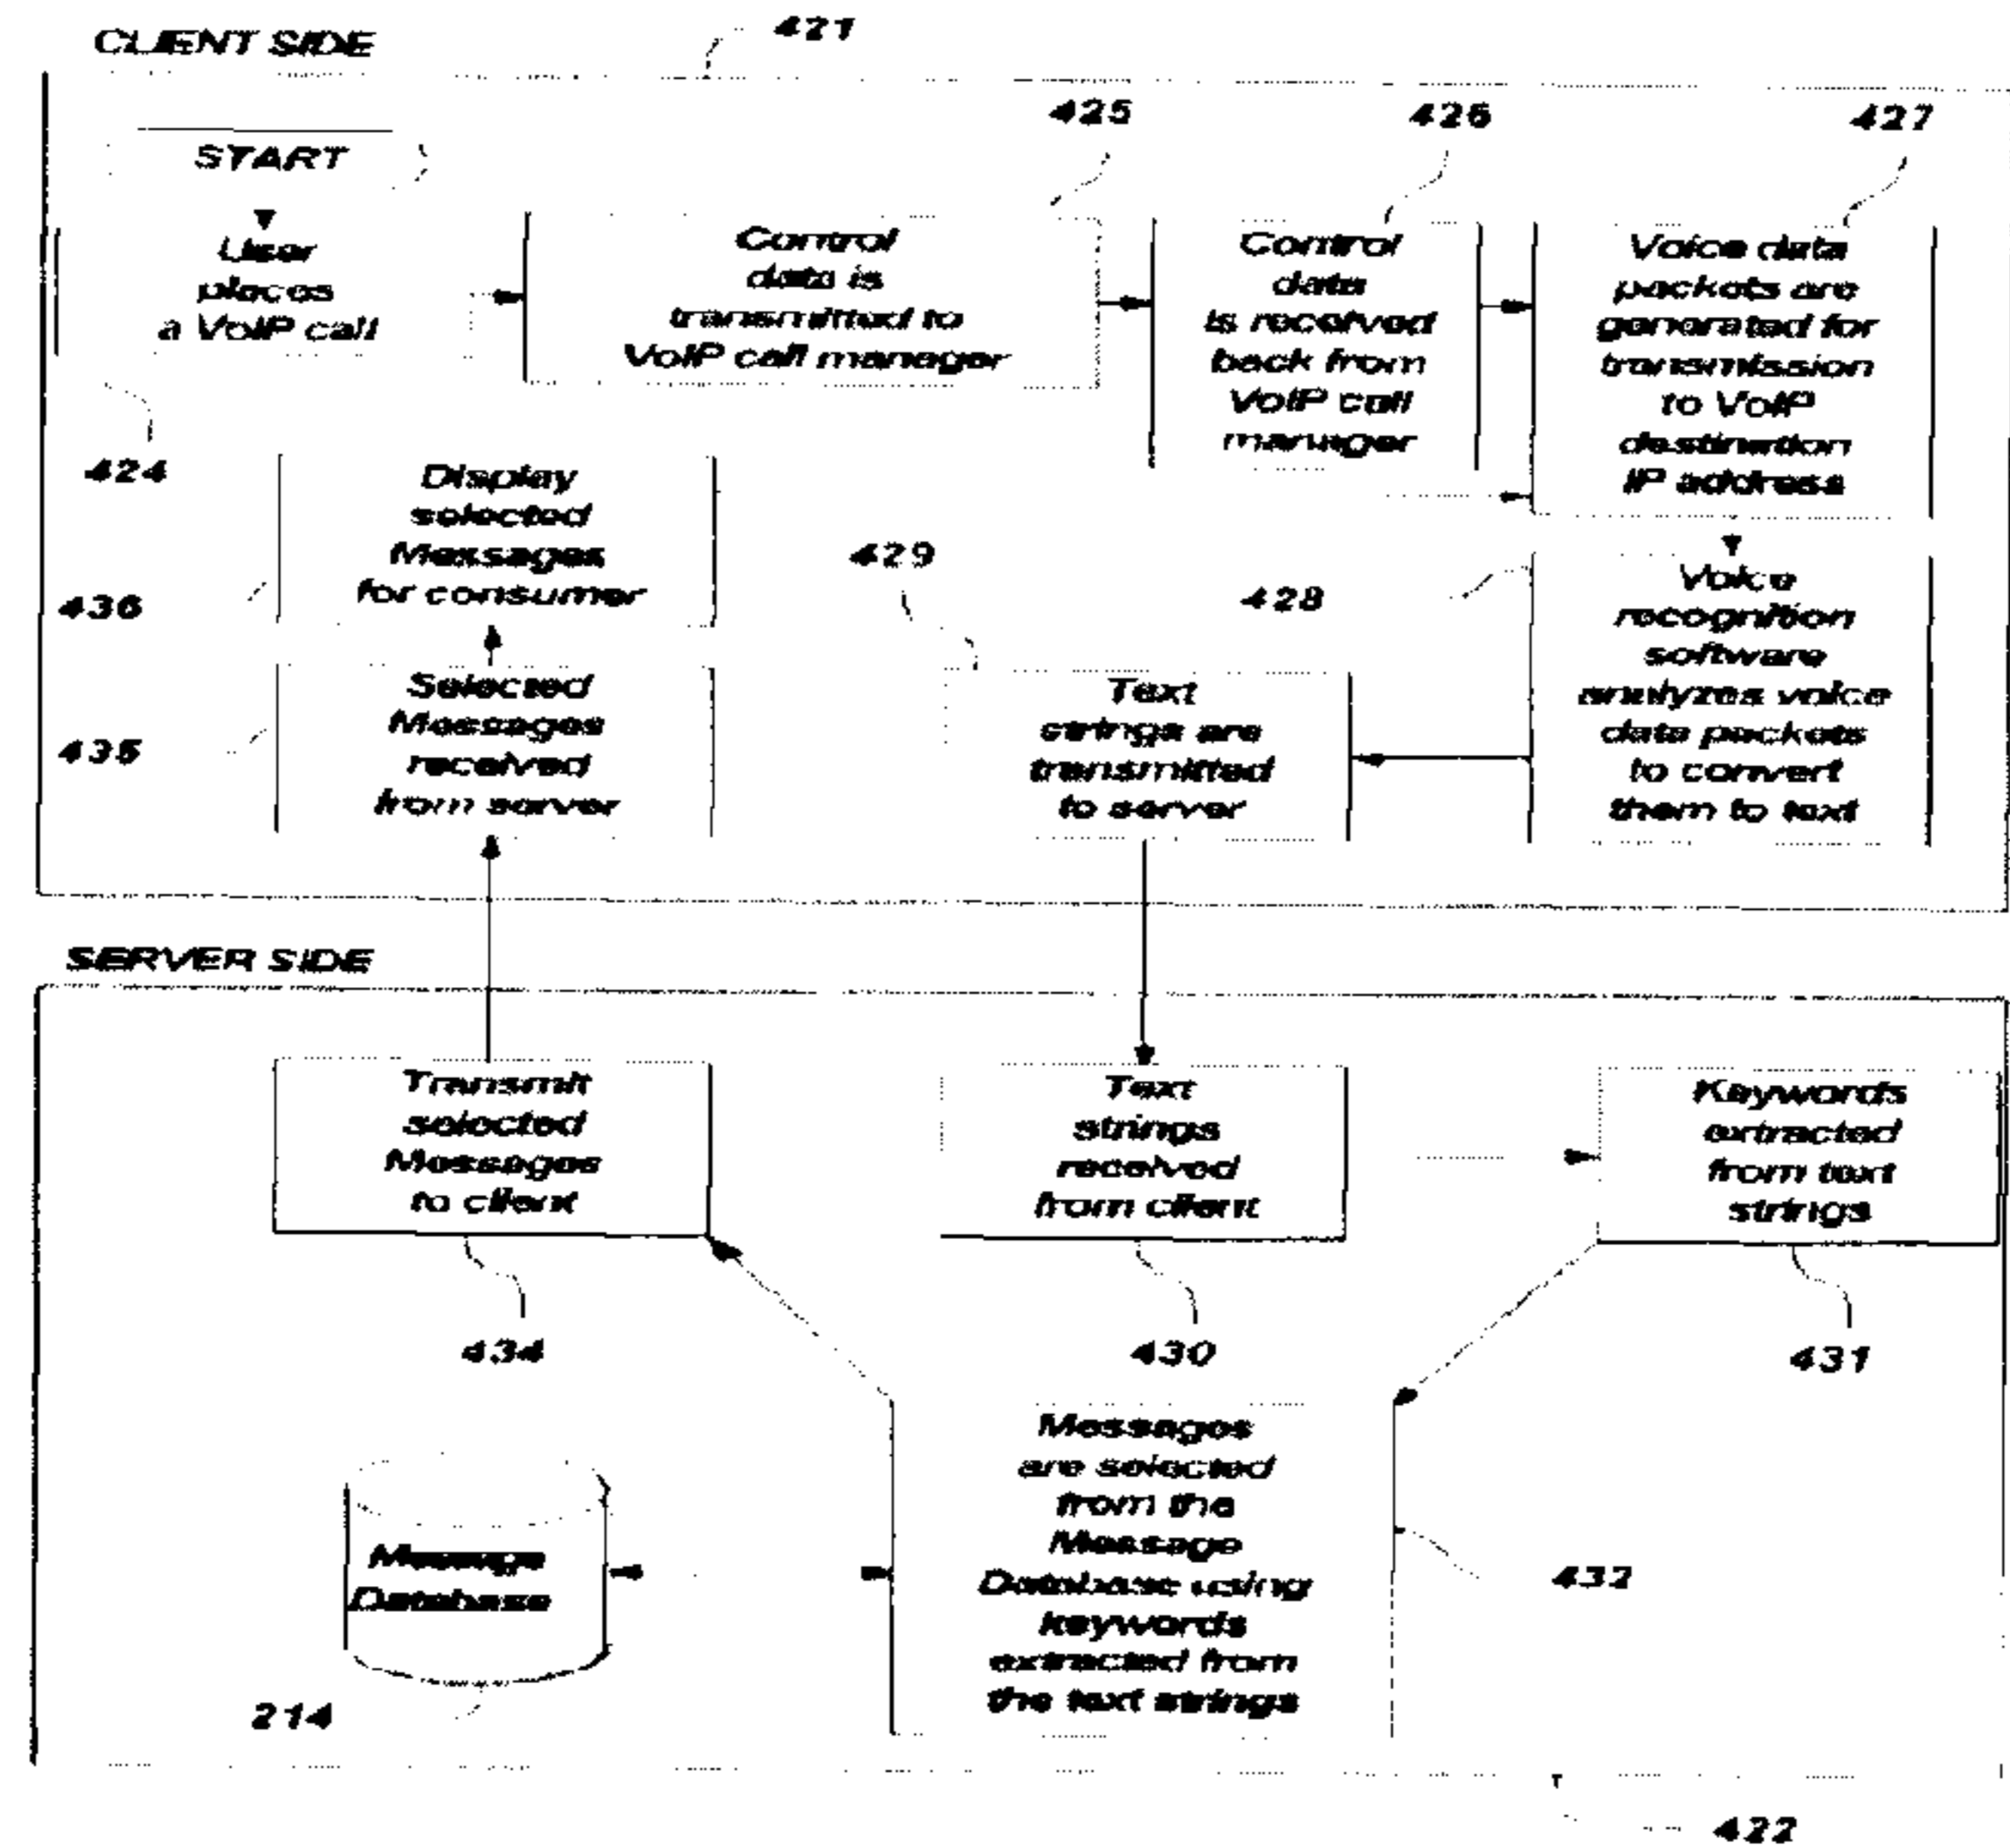 CLIENT SIDE
421
START
User
places
a VoIP call
424
425
Control
data is
transmitted to
VoIP call manager
426
Control
data
is received
back from
VoIP call
manager
427
Voice data
packets are
generated for
transmission
to VoIP
destination
IP address
428
Voice
recognition
software
analyzes voice
data packets
to convert
them to text
429
Text
strings are
transmitted
to server
436
Display
selected
Messages
for consumer
435
Selected
Messages
received
from server
SERVER SIDE
Transmit
selected
Messages
to client
434
Text
strings
received
from client
430
Keywords
extracted
from text
strings
431
Message
Database
214
Messages
are selected
from the
Message
Database using
keywords
extracted from
the text strings
432
422